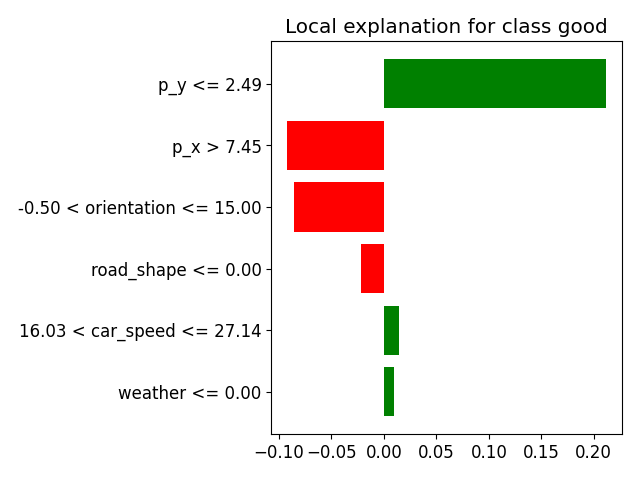 Local explanation for class good
p_y <= 2.49
p_x > 7.45
-0.50 < orientation <= 15.00
road_shape <= 0.00
16.03 < car_speed <= 27.14
weather <= 0.00
−0.10 −0.05 0.00 0.05 0.10 0.15 0.20